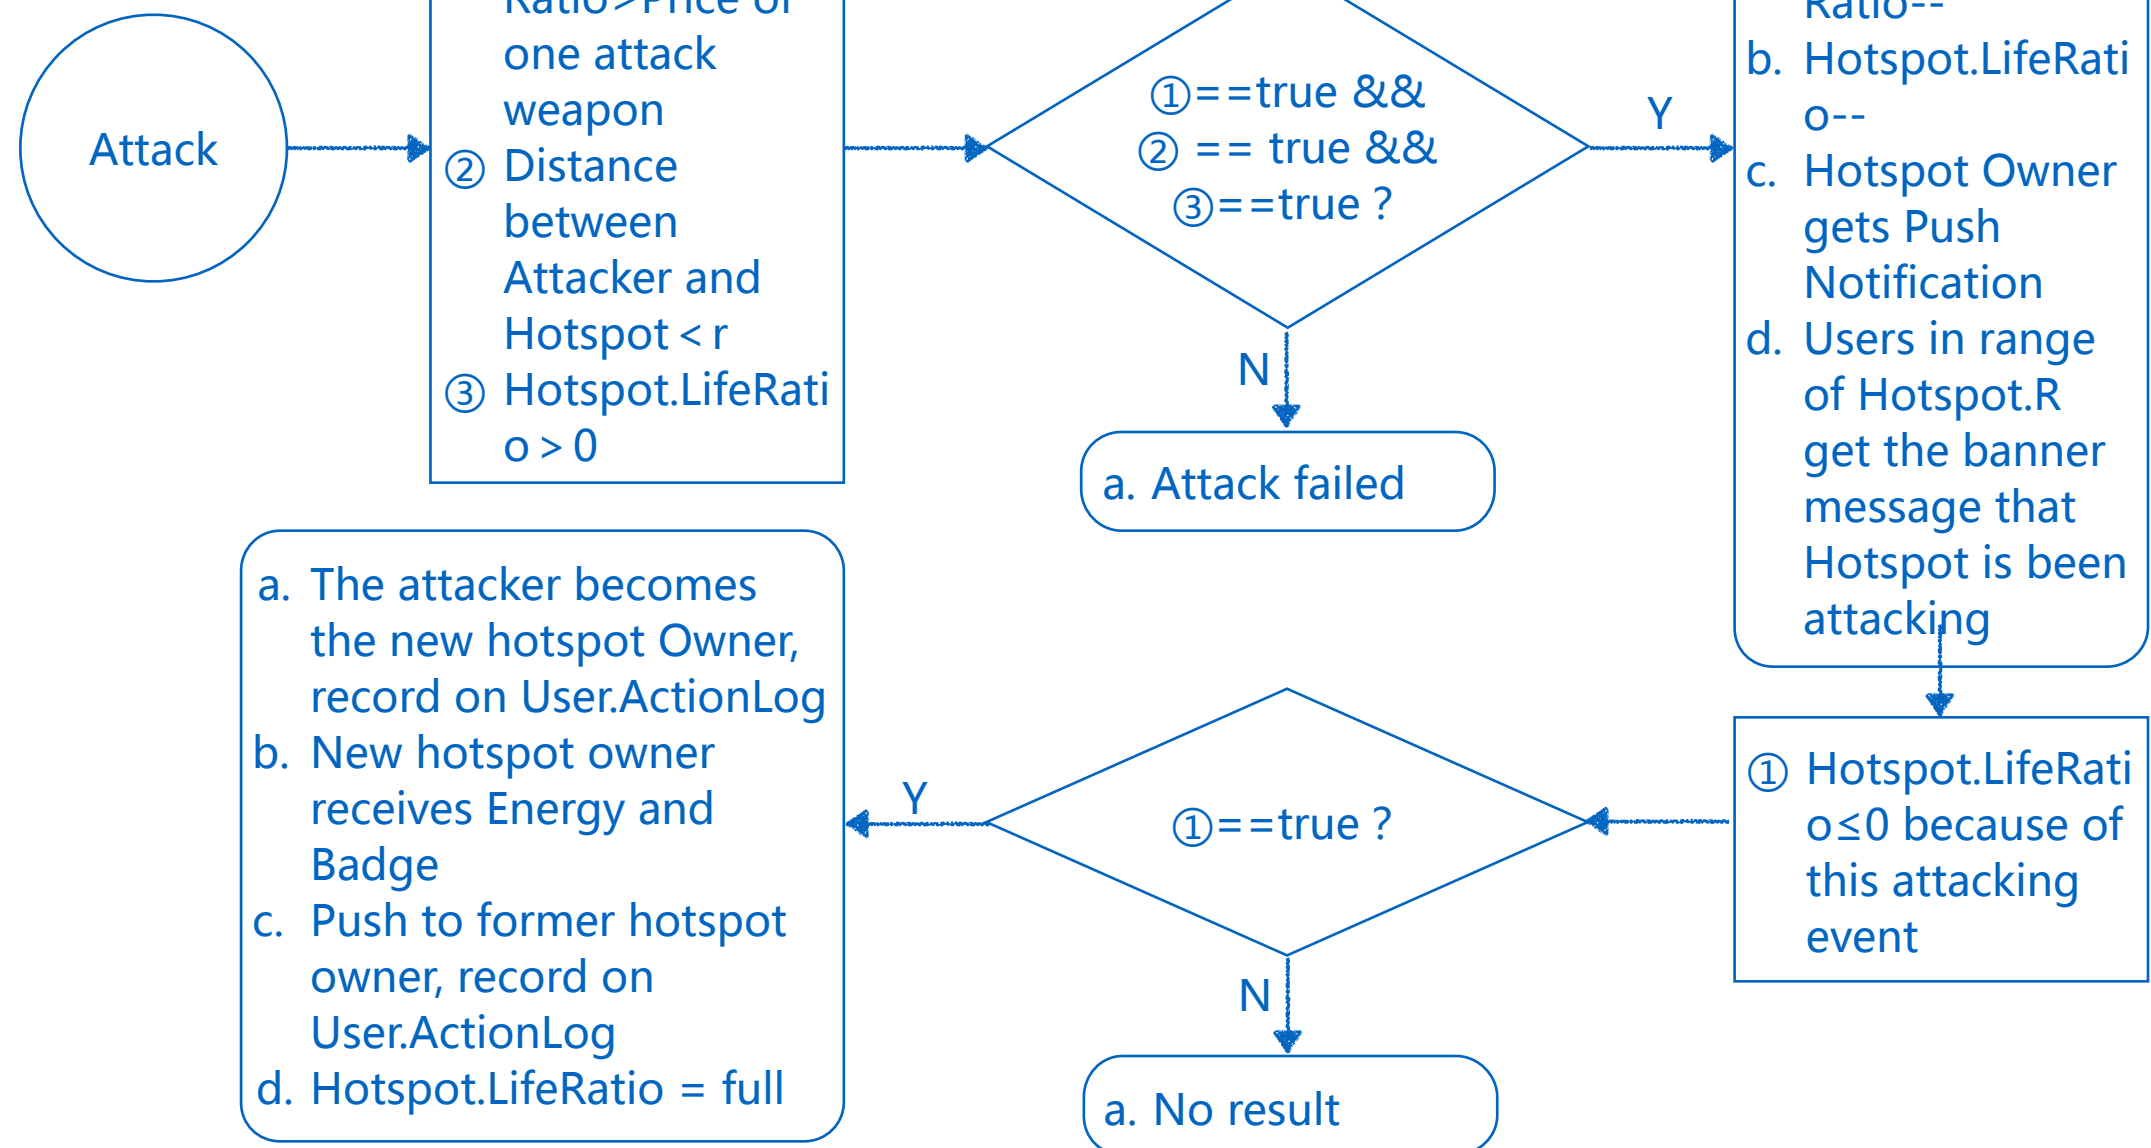 Attack
Ratio>Price of
one attack
weapon
② Distance
between
Attacker and
Hotspot < r
③ Hotspot.LifeRati
o > 0
①==true &&
② == true &&
③==true ?
Y
N
a. Attack failed
Ratio--
b. Hotspot.LifeRati
o--
c. Hotspot Owner
gets Push
Notification
d. Users in range
of Hotspot.R
get the banner
message that
Hotspot is been
attacking
① Hotspot.LifeRati
o≤0 because of
this attacking
event
①==true ?
Y
N
a. No result
a. The attacker becomes
the new hotspot Owner,
record on User.ActionLog
b. New hotspot owner
receives Energy and
Badge
c. Push to former hotspot
owner, record on
User.ActionLog
d. Hotspot.LifeRatio = full